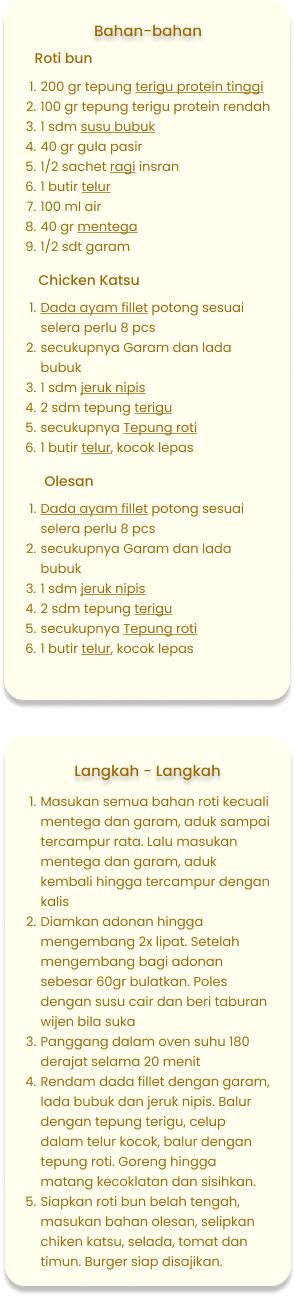 Bahan-bahan
Roti bun
1. 200 gr tepung terigu protein tinggi
2. 100 gr tepung terigu protein rendah
3. 1 sdm susu bubuk
4. 40 gr gula pasir
5. 1/2 sachet ragi insran
6. 1 butir telur
7. 100 ml air
8. 40 gr mentega
9. 1/2 sdt garam
Chicken Katsu
1. Dada ayam fillet potong sesuai
selera perlu 8 pcs
2. secukupnya Garam dan lada
bubuk
3. 1 sdm jeruk nipis
4. 2 sdm tepung terigu
5. secukupnya Tepung roti
6. 1 butir telur, kocok lepas
Olesan
1. Dada ayam fillet potong sesuai
selera perlu 8 pcs
2. secukupnya Garam dan lada
bubuk
3. 1 sdm jeruk nipis
4. 2 sdm tepung terigu
5. secukupnya Tepung roti
6. 1 butir telur, kocok lepas
Langkah - Langkah
1. Masukan semua bahan roti kecuali
mentega dan garam, aduk sampai
tercampur rata. Lalu masukan
mentega dan garam, aduk
kembali hingga tercampur dengan
kalis
2. Diamkan adonan hingga
mengembang 2x lipat. Setelah
mengembang bagi adonan
sebesar 60gr bulatkan. Poles
dengan susu cair dan beri taburan
wijen bila suka
3. Panggang dalam oven suhu 180
derajat selama 20 menit
4. Rendam dada fillet dengan garam,
lada bubuk dan jeruk nipis. Balur
dengan tepung terigu, celup
dalam telur kocok, balur dengan
tepung roti. Goreng hingga
matang kecoklatan dan sisihkan.
5. Siapkan roti bun belah tengah,
masukan bahan olesan, selipkan
chiken katsu, selada, tomat dan
timun. Burger siap disajikan.